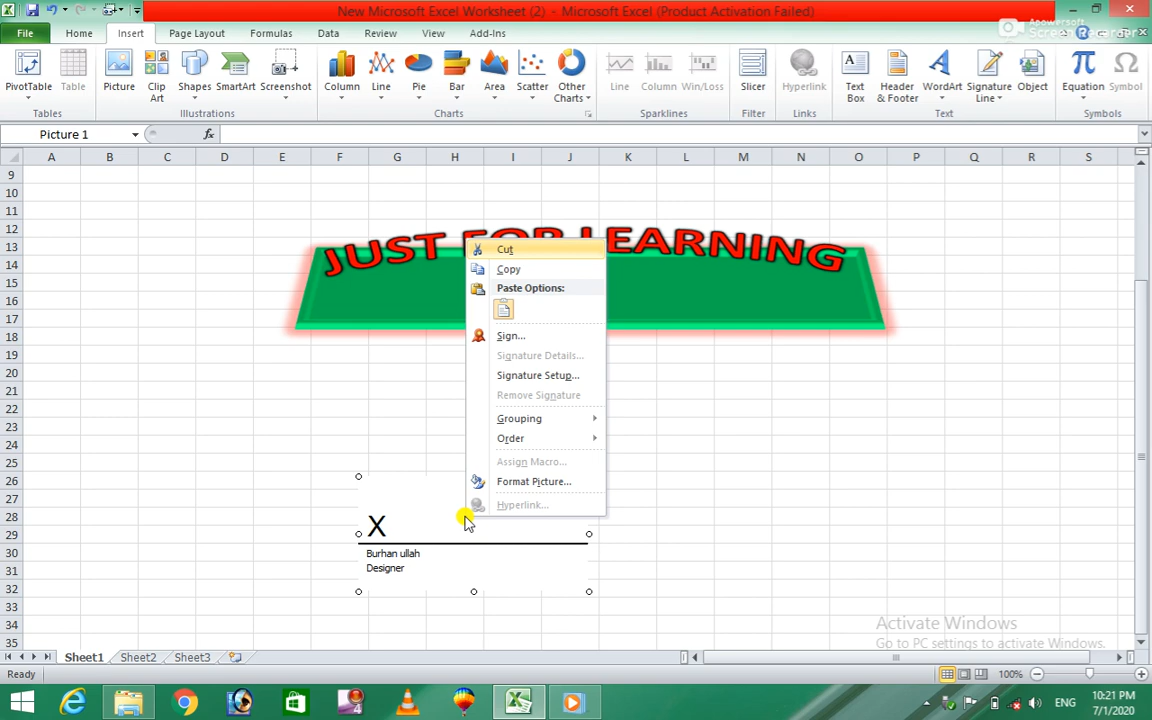 New Microsoft Excel Worksheet (2) - Microsoft Excel (Product Activation Failed)
Apowersoft
Screen Recorder
File Home Insert Page Layout Formulas Data Review View Add-Ins
PivotTable Table Picture Clip Art Shapes SmartArt Screenshot Column Line Pie Bar Area Scatter Other Charts Line Column Win/Loss Slicer Hyperlink Text Box Header & Footer WordArt Signature Line Object Equation Symbol
Tables Illustrations Charts Sparklines Filter Links Text Symbols
Picture 1 fx
A B C D E F G H I J K L M N O P Q R S
9
10
11
12
13
14
15
16
17
18
19
20
21
22
23
24
25
26
27
28
29
30
31
32
33
34
35
JUST FOR LEARNING
Cut
Copy
Paste Options:
Sign...
Signature Details...
Signature Setup...
Remove Signature
Grouping
Order
Assign Macro...
Format Picture...
Hyperlink...
X
Burhan ullah
Designer
Activate Windows
Go to PC settings to activate Windows.
Sheet1 Sheet2 Sheet3
Ready 100%
ENG 10:21 PM
7/1/2020